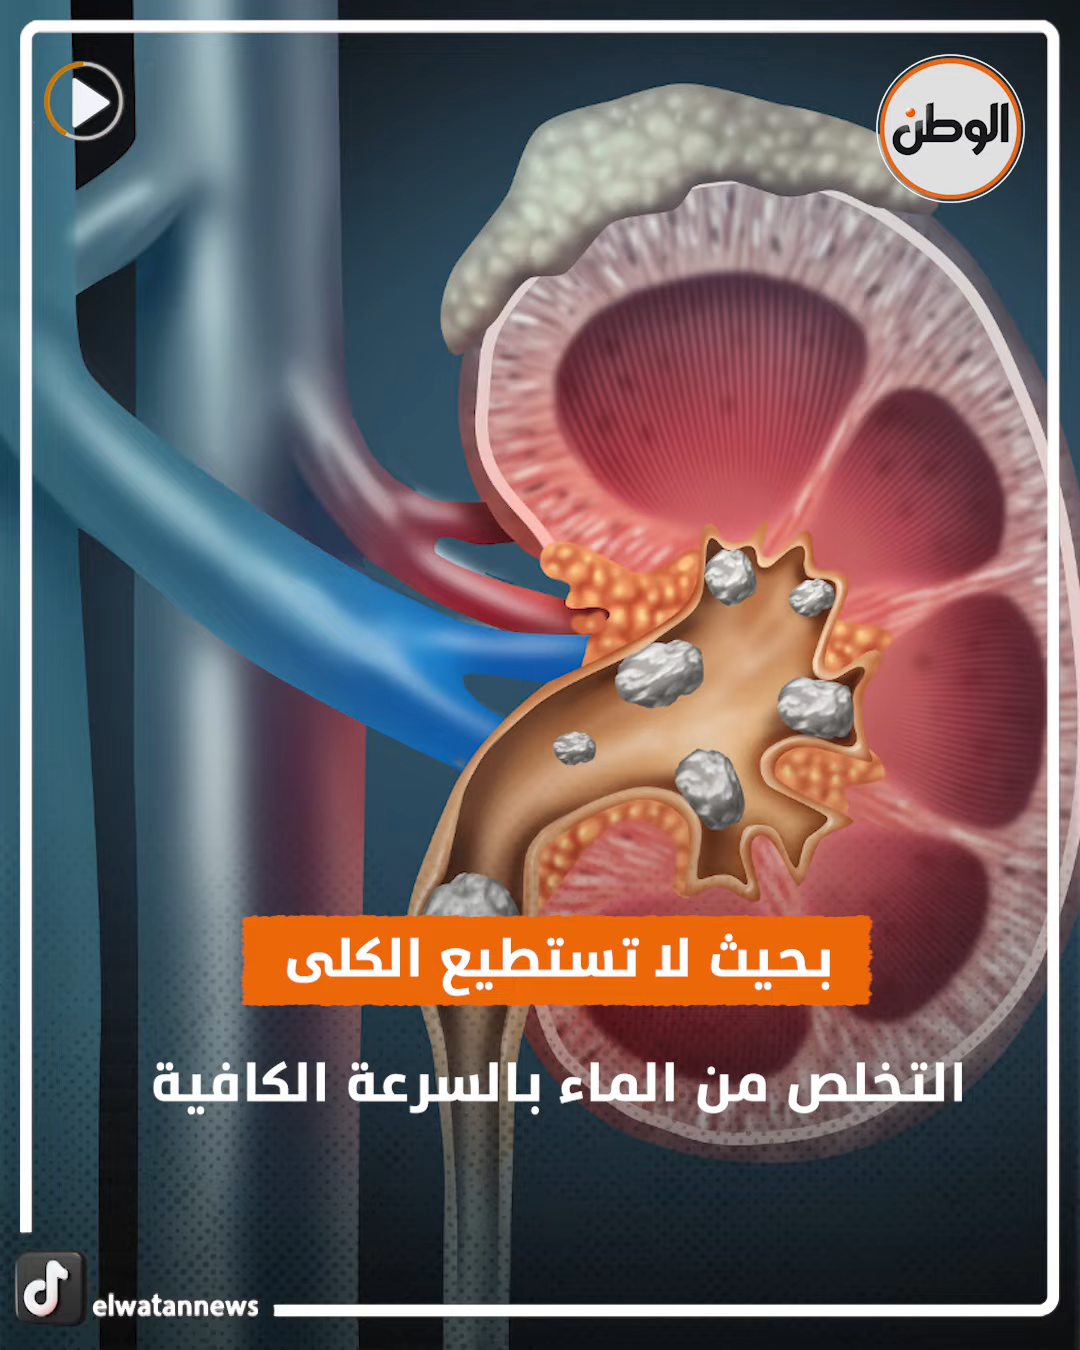 الوطن
بحيث لا تستطيع الكلى
التخلص من الماء بالسرعة الكافية
elwatannews